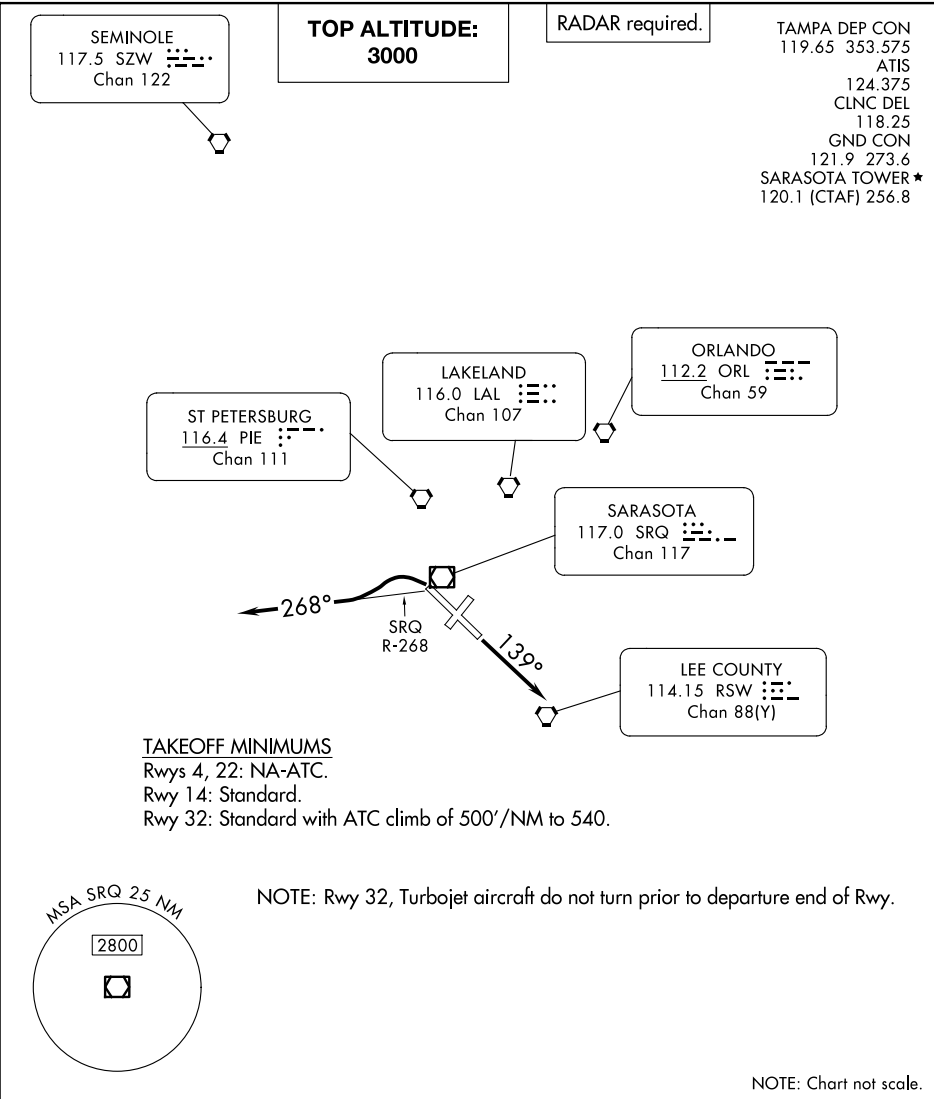 SEMINOLE
117.5 SZW
Chan 122
TOP ALTITUDE:
3000
RADAR required.
TAMPA DEP CON
119.65 353.575
ATIS
124.375
CLNC DEL
118.25
GND CON
121.9 273.6
SARASOTA TOWER★
120.1 (CTAF) 256.8
ORLANDO
112.2 ORL
Chan 59
LAKELAND
116.0 LAL
Chan 107
ST PETERSBURG
116.4 PIE
Chan 111
SARASOTA
117.0 SRQ
Chan 117
268°
SRQ
R-268
139°
LEE COUNTY
114.15 RSW
Chan 88(Y)
TAKEOFF MINIMUMS
Rwys 4, 22: NA-ATC.
Rwy 14: Standard.
Rwy 32: Standard with ATC climb of 500'/NM to 540.
MSA SRQ 25 NM
2800
NOTE: Rwy 32, Turbojet aircraft do not turn prior to departure end of Rwy.
NOTE: Chart not scale.